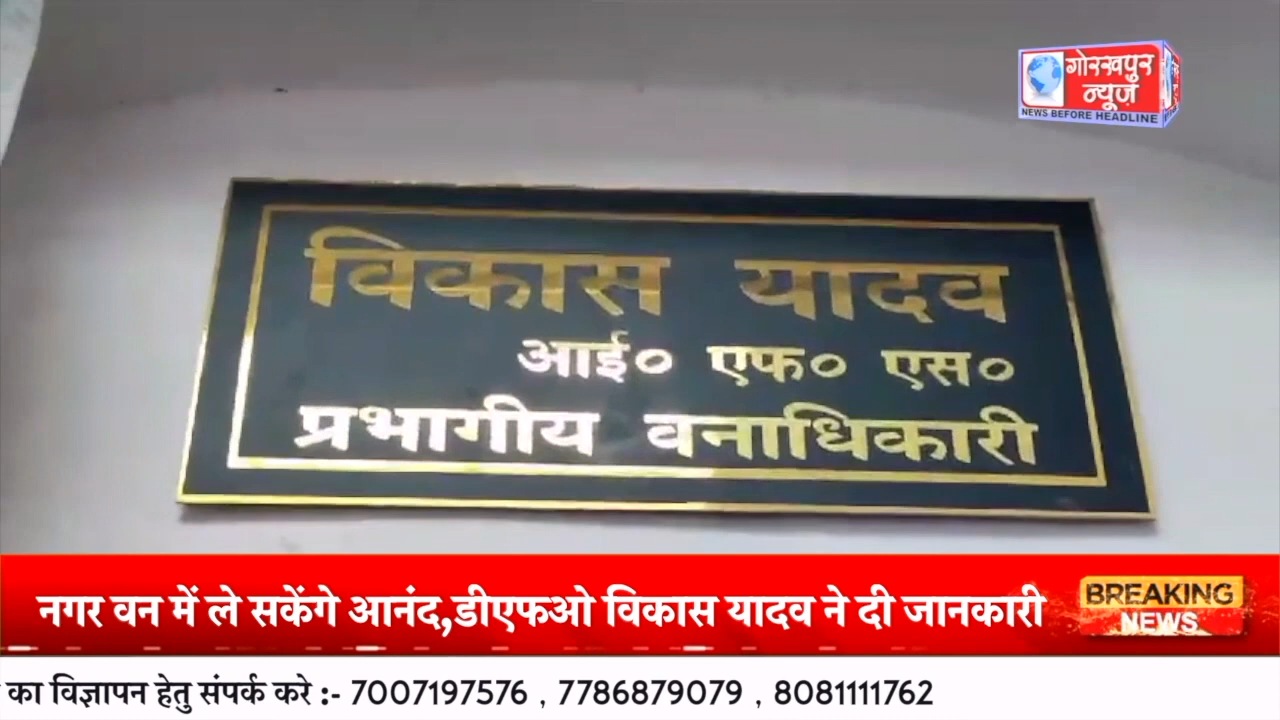 गोरखपुर
न्यूज़
NEWS BEFORE HEADLINE
विकास यादव
आई० एफ० एस०
प्रभागीय वनाधिकारी
नगर वन में ले सकेंगे आनंद,डीएफओ विकास यादव ने दी जानकारी
BREAKING
NEWS
का विज्ञापन हेतु संपर्क करे :- 7007197576 , 7786879079 , 8081111762